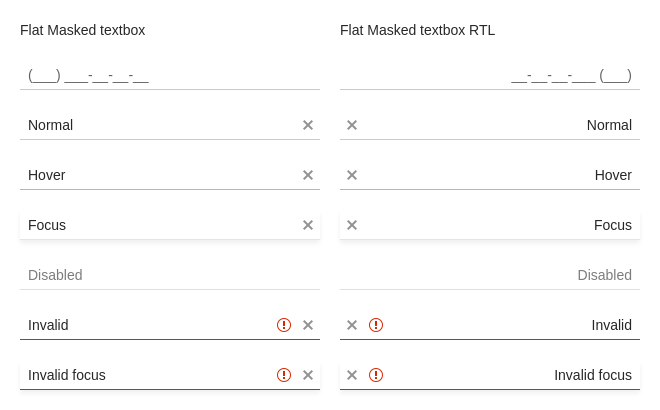 Flat Masked textbox
(___) ___-__-__-__
Normal
Hover
Focus
Disabled
Invalid
Invalid focus
Flat Masked textbox RTL
__-__-__-___ (___)
Normal
Hover
Focus
Disabled
Invalid
Invalid focus